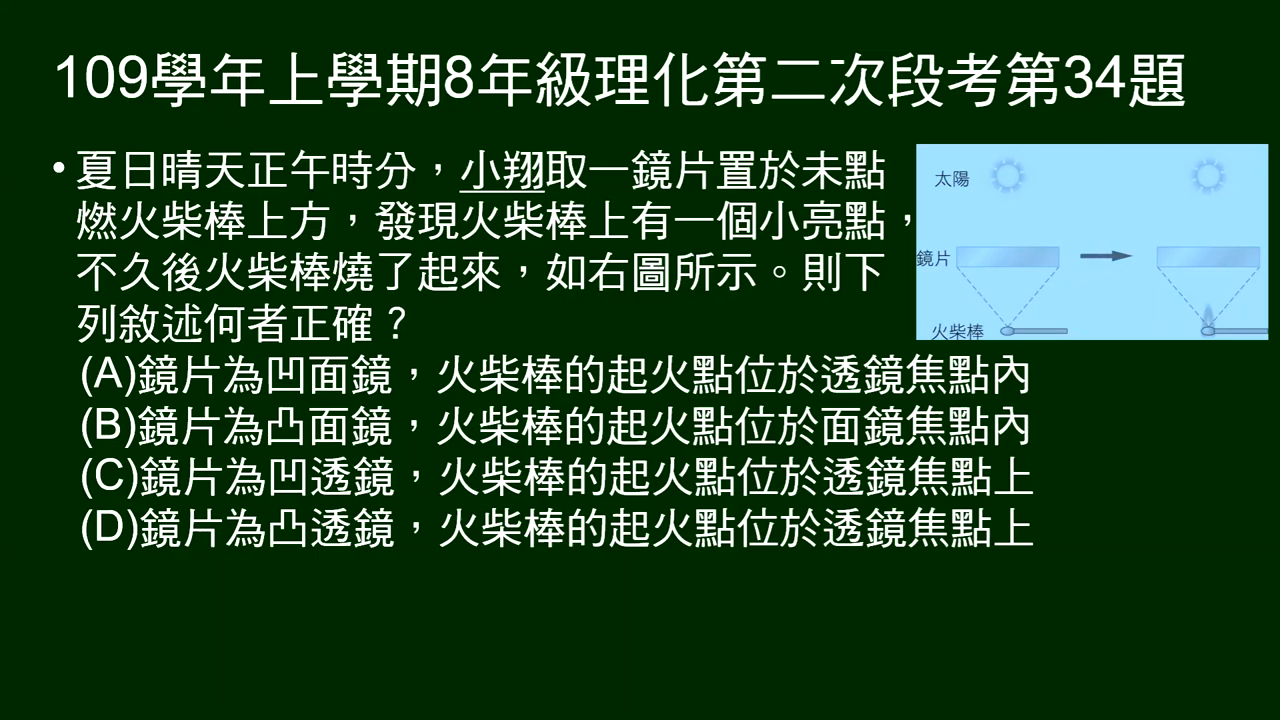 109學年上學期8年級理化第二次段考第34題
•夏日晴天正午時分，小翔取一鏡片置於未點
燃火柴棒上方，發現火柴棒上有一個小亮點，
不久後火柴棒燒了起來，如右圖所示。則下
列敘述何者正確？
(A)鏡片為凹面鏡，火柴棒的起火點位於透鏡焦點內
(B)鏡片為凸面鏡，火柴棒的起火點位於面鏡焦點內
(C)鏡片為凹透鏡，火柴棒的起火點位於透鏡焦點上
(D)鏡片為凸透鏡，火柴棒的起火點位於透鏡焦點上
太陽
鏡片
火柴棒